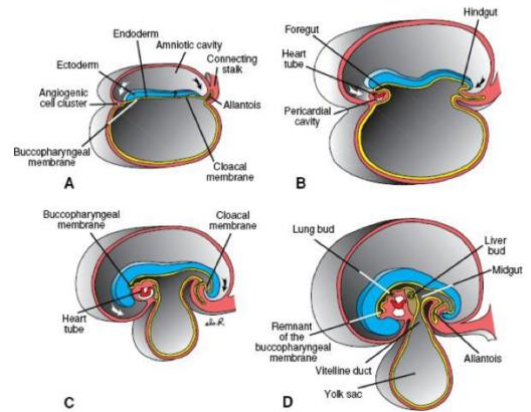 Endoderm
Amniotic cavity
Ectoderm
Connecting
stalk
Angiogenic
cell cluster
Allantois
Buccopharyngeal
membrane
Cloacal
membrane
A
Hindgut
Foregut
Heart
tube
Pericardial
cavity
B
Buccopharyngeal
membrane
Cloacal
membrane
Heart
tube
C
Lung bud
Liver
bud
Midgut
Remnant
of the
buccopharyngeal
membrane
Allantois
Vitelline duct
Yolk sac
D